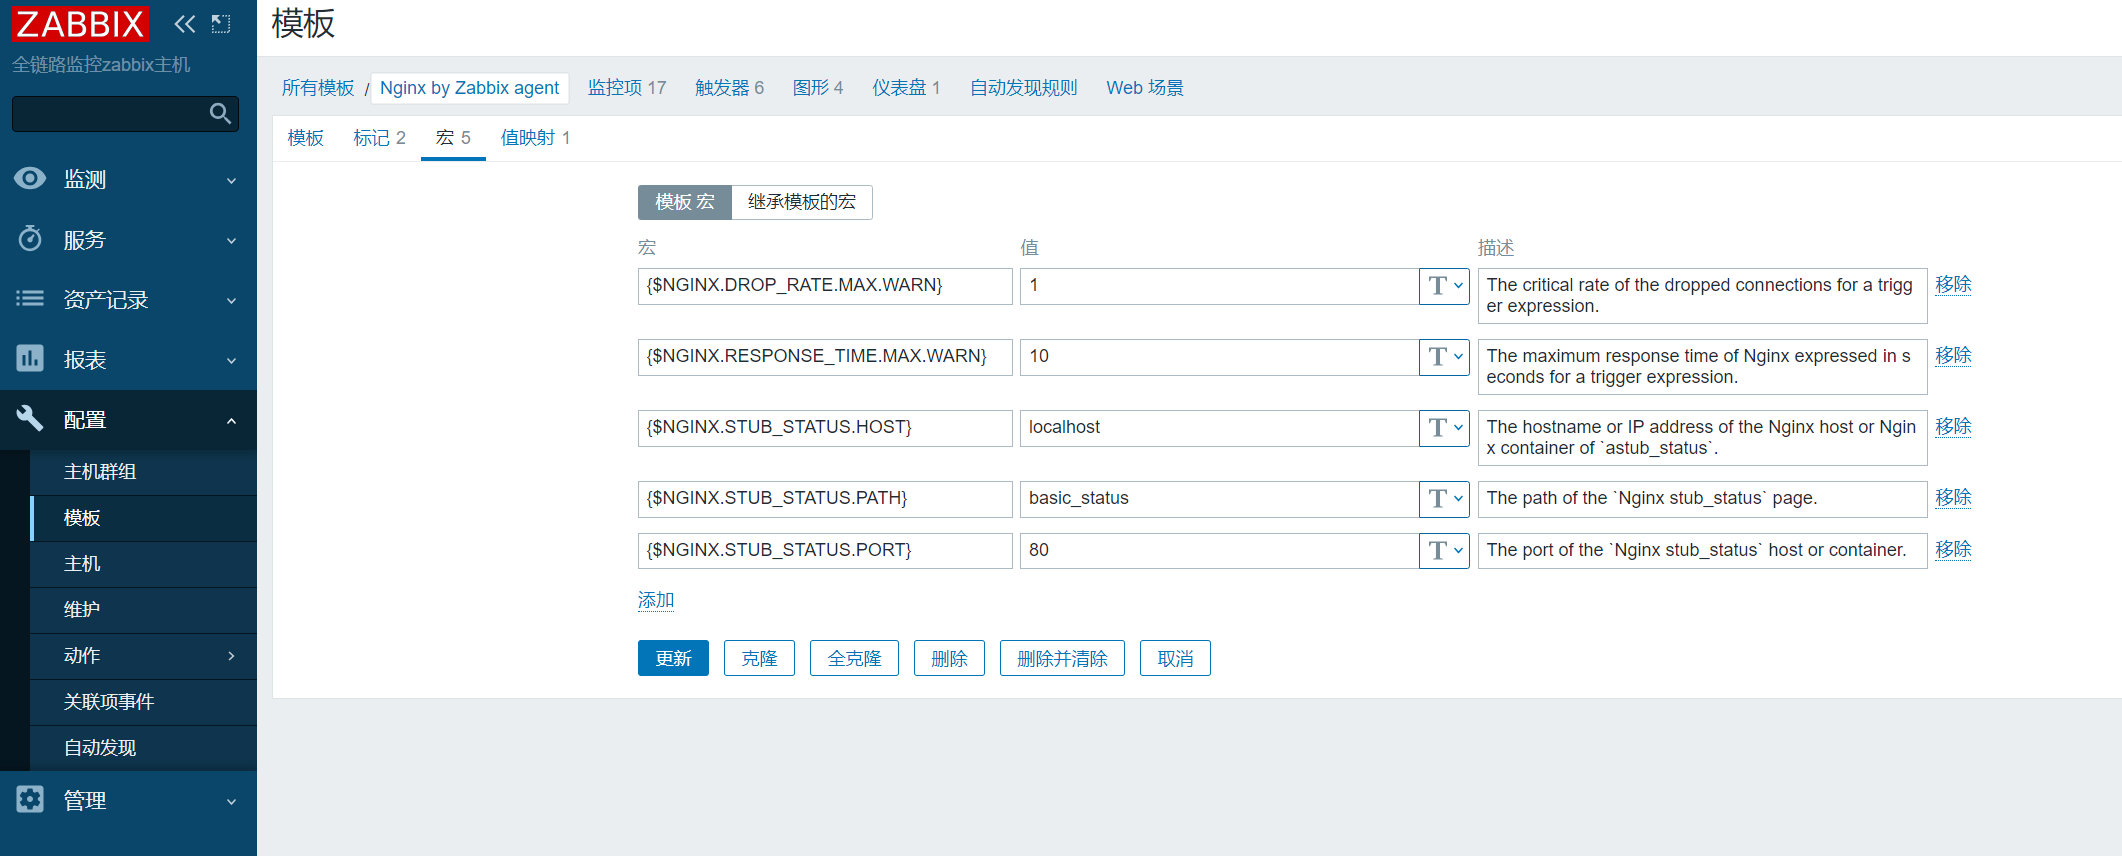 ZABBIX
全链路监控zabbix主机
监测
服务
资产记录
报表
配置
主机群组
模板
主机
维护
动作
关联项事件
自动发现
管理
模板
所有模板 / Nginx by Zabbix agent 监控项 17 触发器 6 图形 4 仪表盘 1 自动发现规则 Web 场景
模板 标记 2 宏 5 值映射 1
模板 宏 继承模板的宏
宏 值 描述
{$NGINX.DROP_RATE.MAX.WARN} 1 T The critical rate of the dropped connections for a trigg 移除
er expression.
{$NGINX.RESPONSE_TIME.MAX.WARN} 10 T The maximum response time of Nginx expressed in s 移除
econds for a trigger expression.
{$NGINX.STUB_STATUS.HOST} localhost T The hostname or IP address of the Nginx host or Ngin 移除
x container of `astub_status`.
{$NGINX.STUB_STATUS.PATH} basic_status T The path of the `Nginx stub_status` page. 移除
{$NGINX.STUB_STATUS.PORT} 80 T The port of the `Nginx stub_status` host or container. 移除
添加
更新 克隆 全克隆 删除 删除并清除 取消